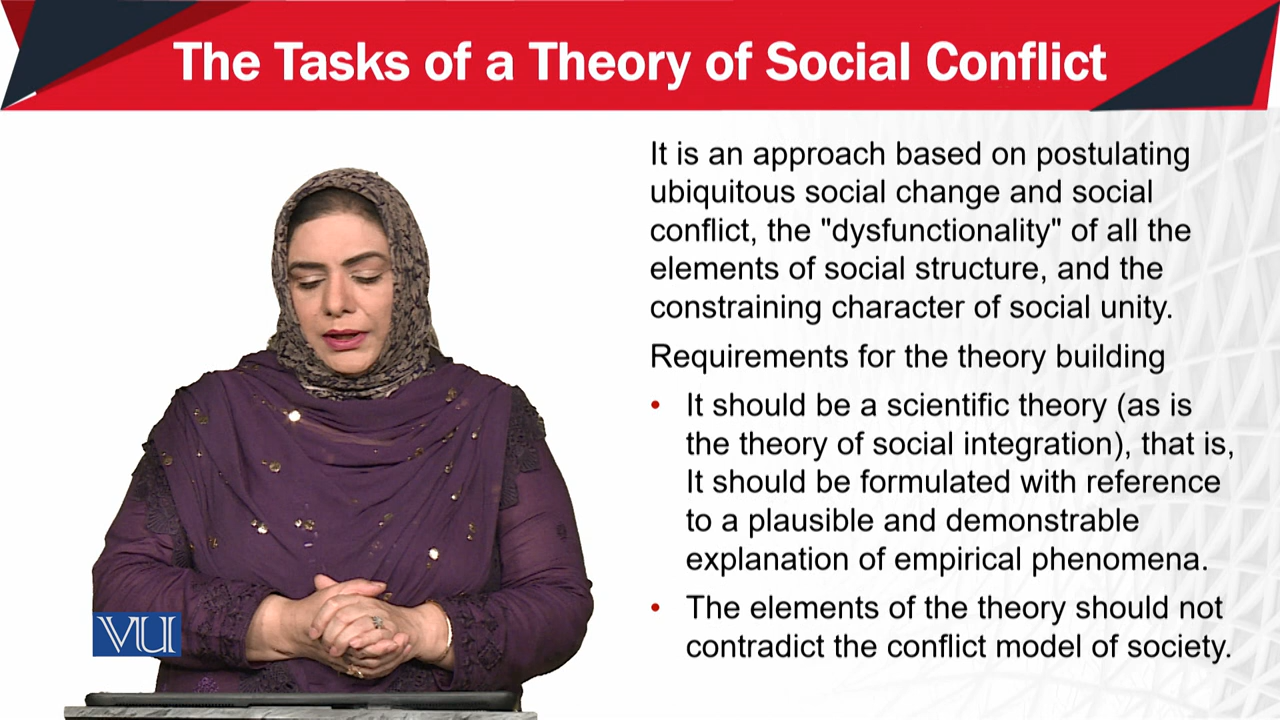 The Tasks of a Theory of Social Conflict
It is an approach based on postulating
ubiquitous social change and social
conflict, the "dysfunctionality" of all the
elements of social structure, and the
constraining character of social unity.
Requirements for the theory building
• It should be a scientific theory (as is
the theory of social integration), that is,
It should be formulated with reference
to a plausible and demonstrable
explanation of empirical phenomena.
• The elements of the theory should not
contradict the conflict model of society.
VU